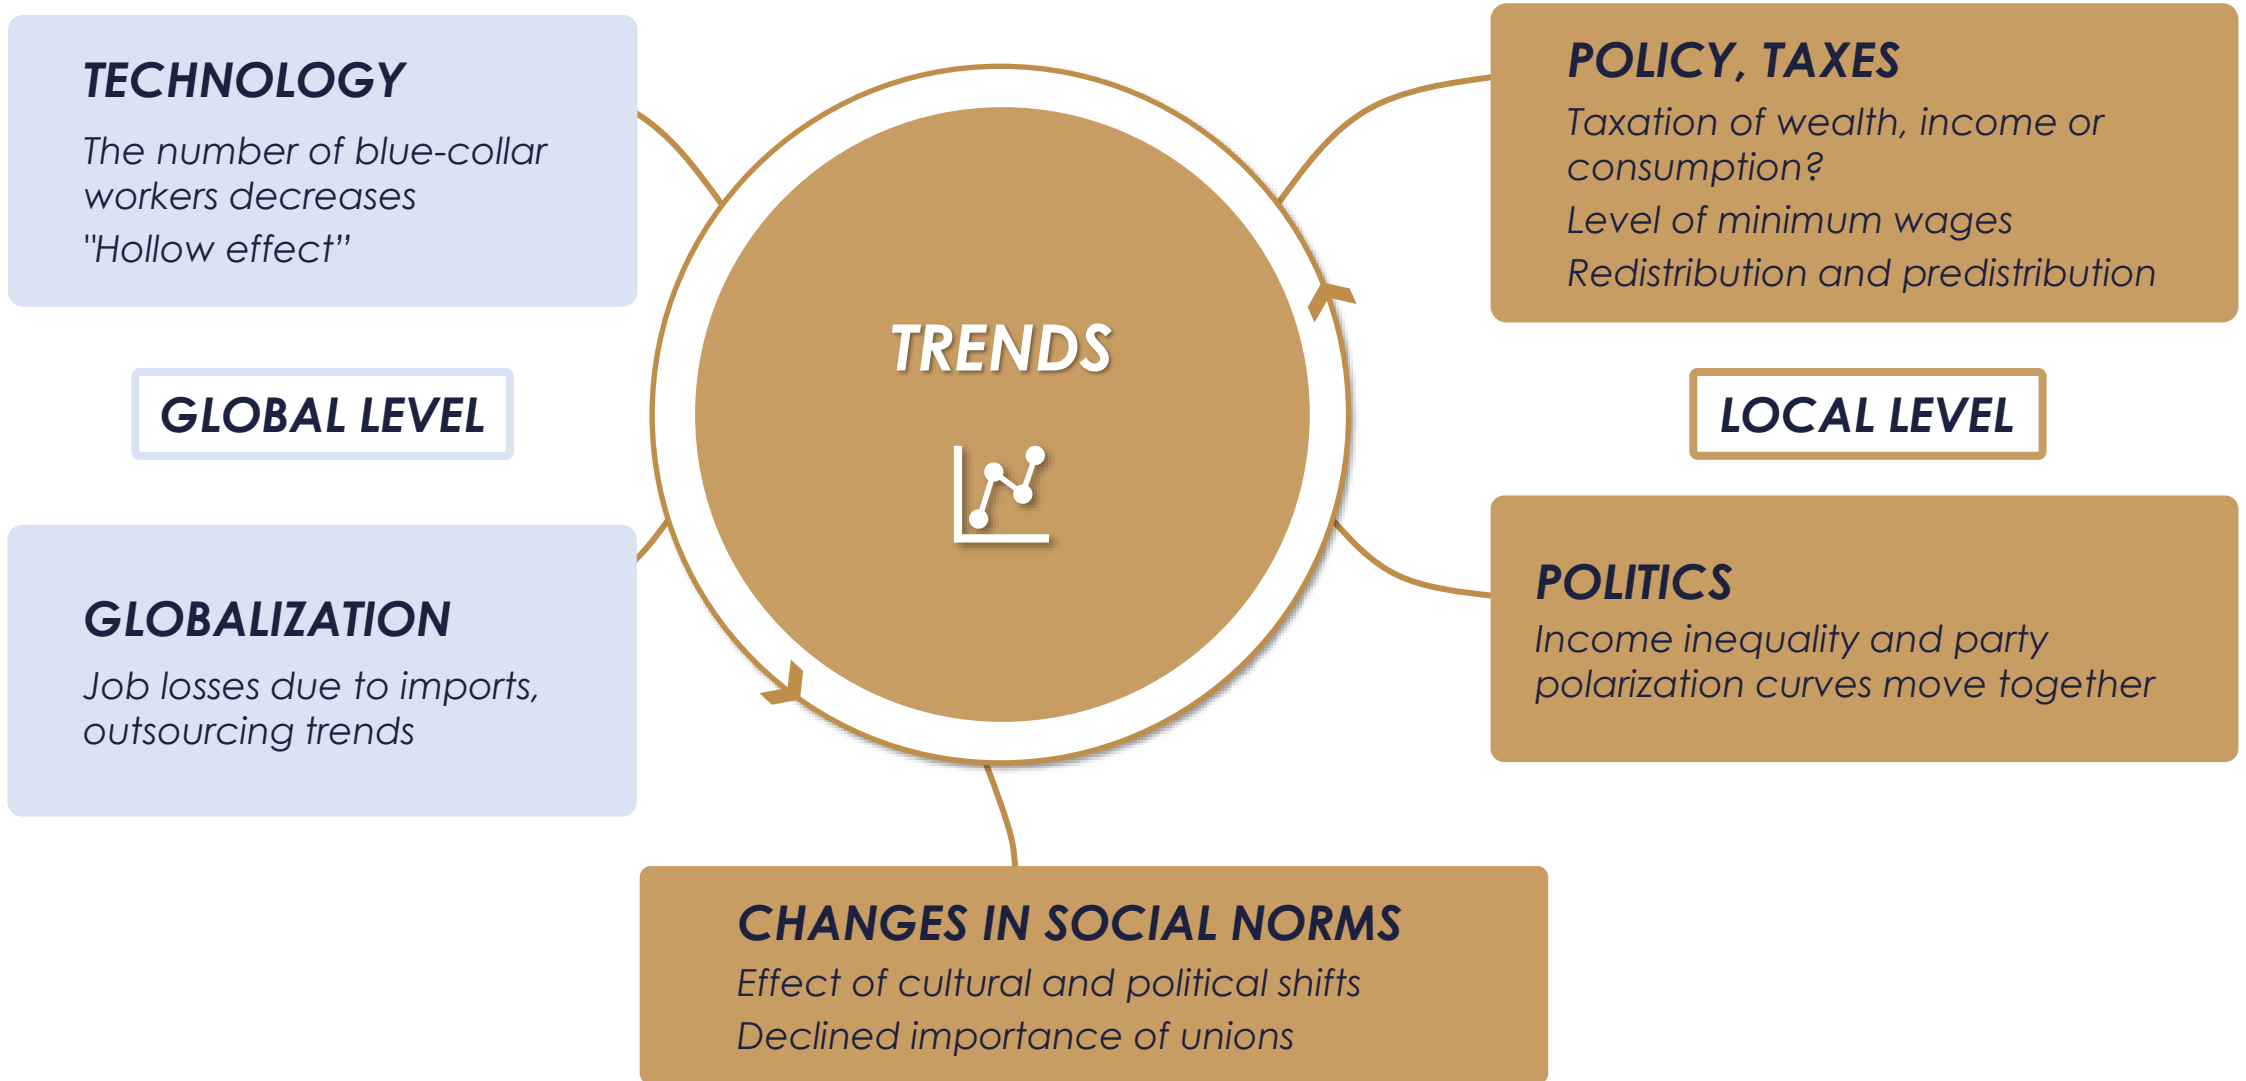 TECHNOLOGY
The number of blue-collar
workers decreases
"Hollow effect”
GLOBAL LEVEL
GLOBALIZATION
Job losses due to imports,
outsourcing trends
TRENDS
POLICY, TAXES
Taxation of wealth, income or
consumption?
Level of minimum wages
Redistribution and predistribution
LOCAL LEVEL
POLITICS
Income inequality and party
polarization curves move together
CHANGES IN SOCIAL NORMS
Effect of cultural and political shifts
Declined importance of unions